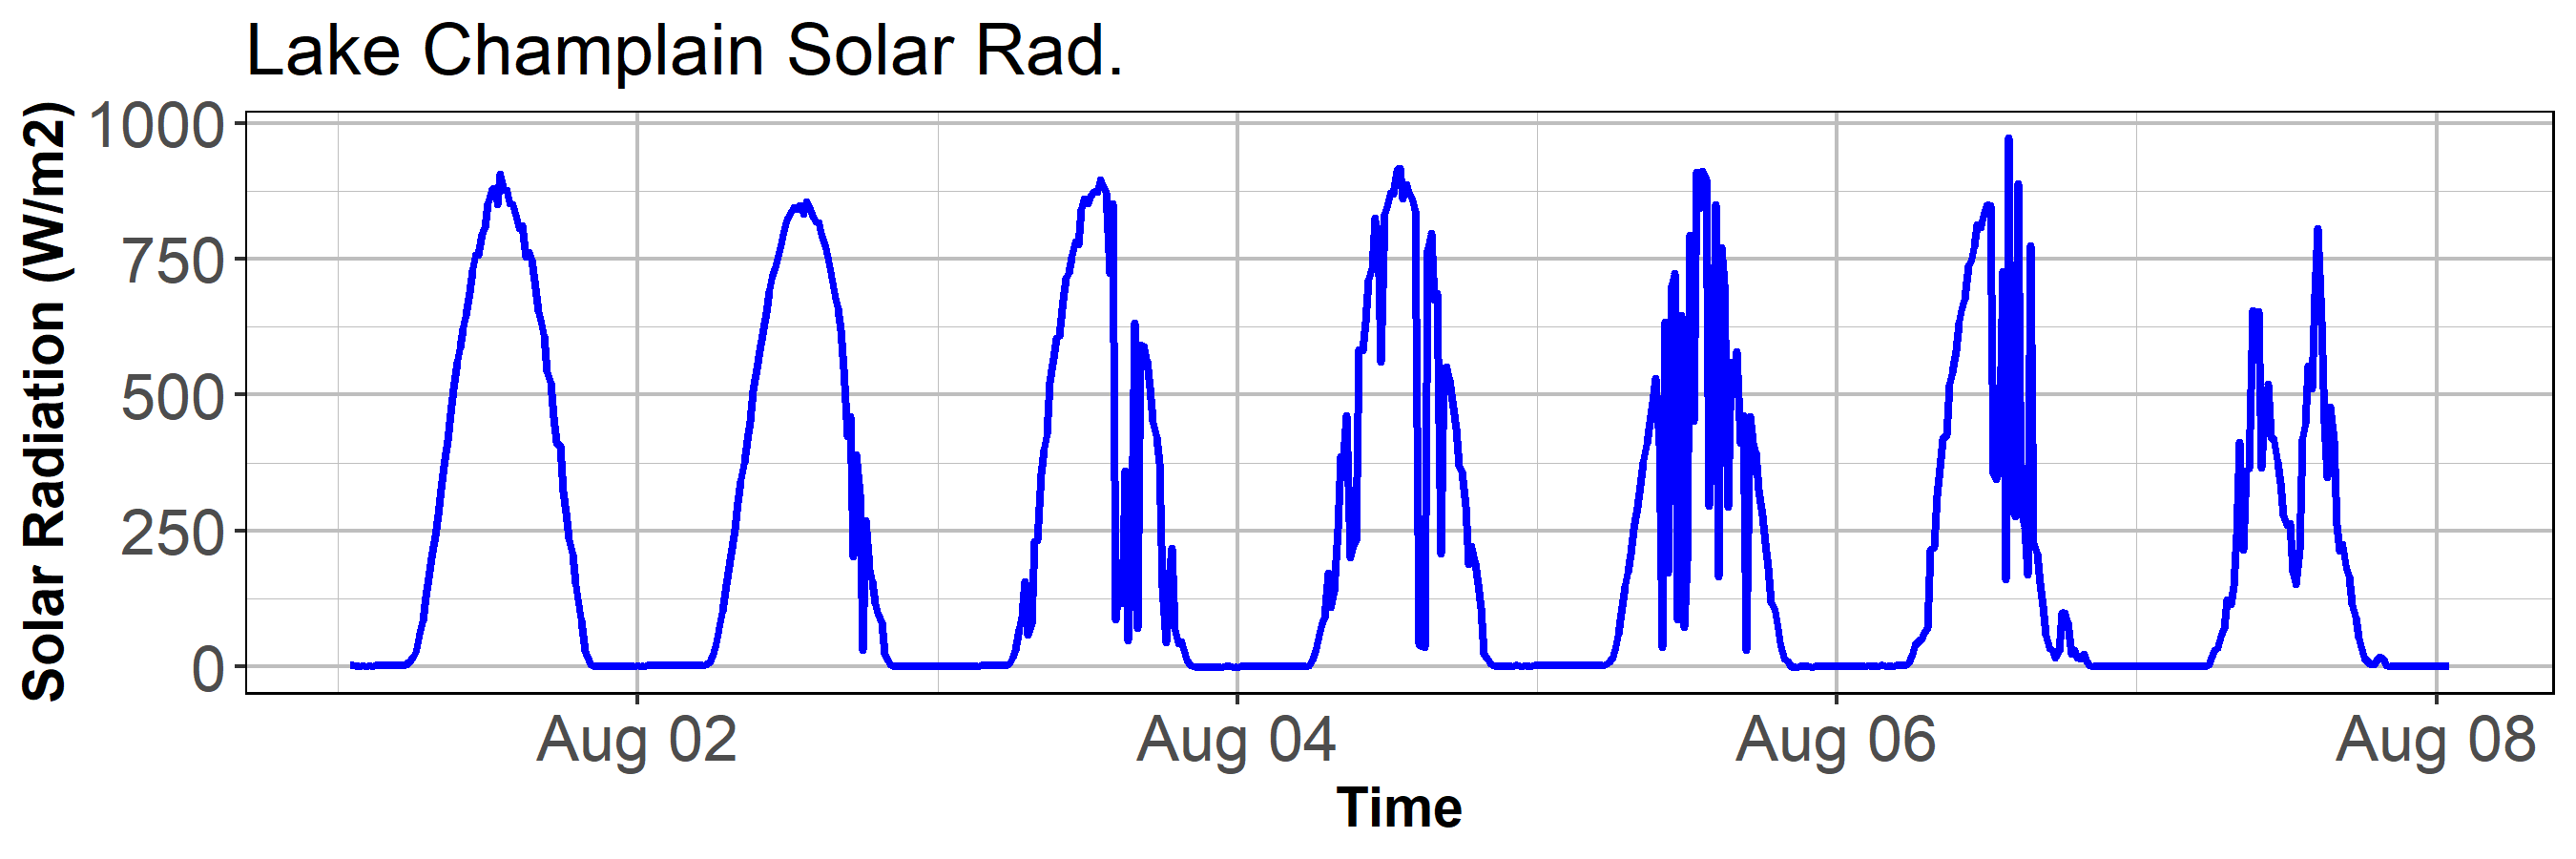 Lake Champlain Solar Rad.
Solar Radiation (W/m2)
1000
750
500
250
0
Aug 02 Aug 04 Aug 06 Aug 08
Time